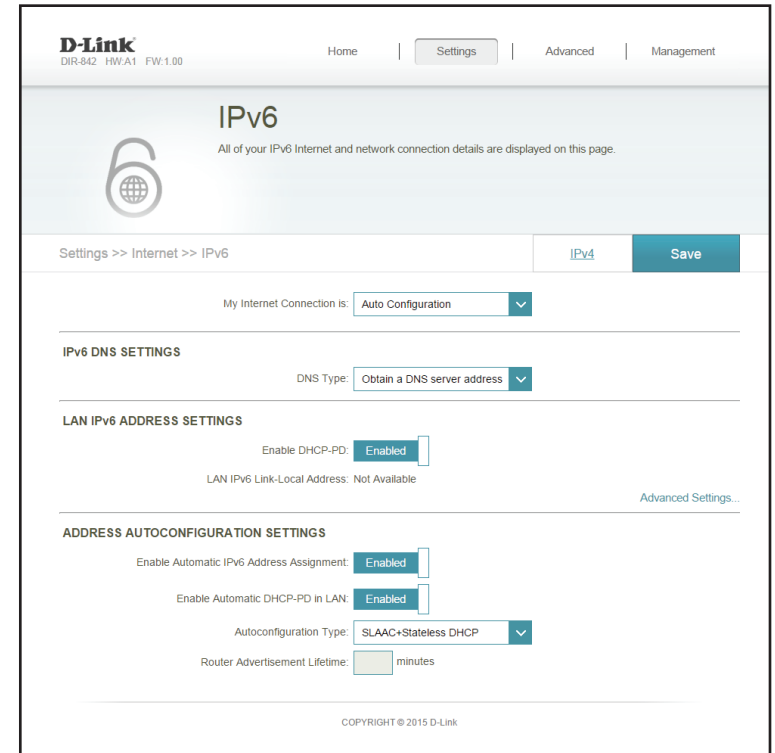 D-Link
DIR-842 HW:A1 FW:1.00
Home
Settings
Advanced
Management
IPv6
All of your IPv6 Internet and network connection details are displayed on this page.
Settings >> Internet >> IPv6
IPv4
Save
My Internet Connection is: Auto Configuration
IPv6 DNS SETTINGS
DNS Type: Obtain a DNS server address
LAN IPv6 ADDRESS SETTINGS
Enable DHCP-PD: Enabled
LAN IPv6 Link-Local Address: Not Available
Advanced Settings...
ADDRESS AUTOCONFIGURATION SETTINGS
Enable Automatic IPv6 Address Assignment: Enabled
Enable Automatic DHCP-PD in LAN: Enabled
Autoconfiguration Type: SLAAC+Stateless DHCP
Router Advertisement Lifetime: minutes
COPYRIGHT © 2015 D-Link